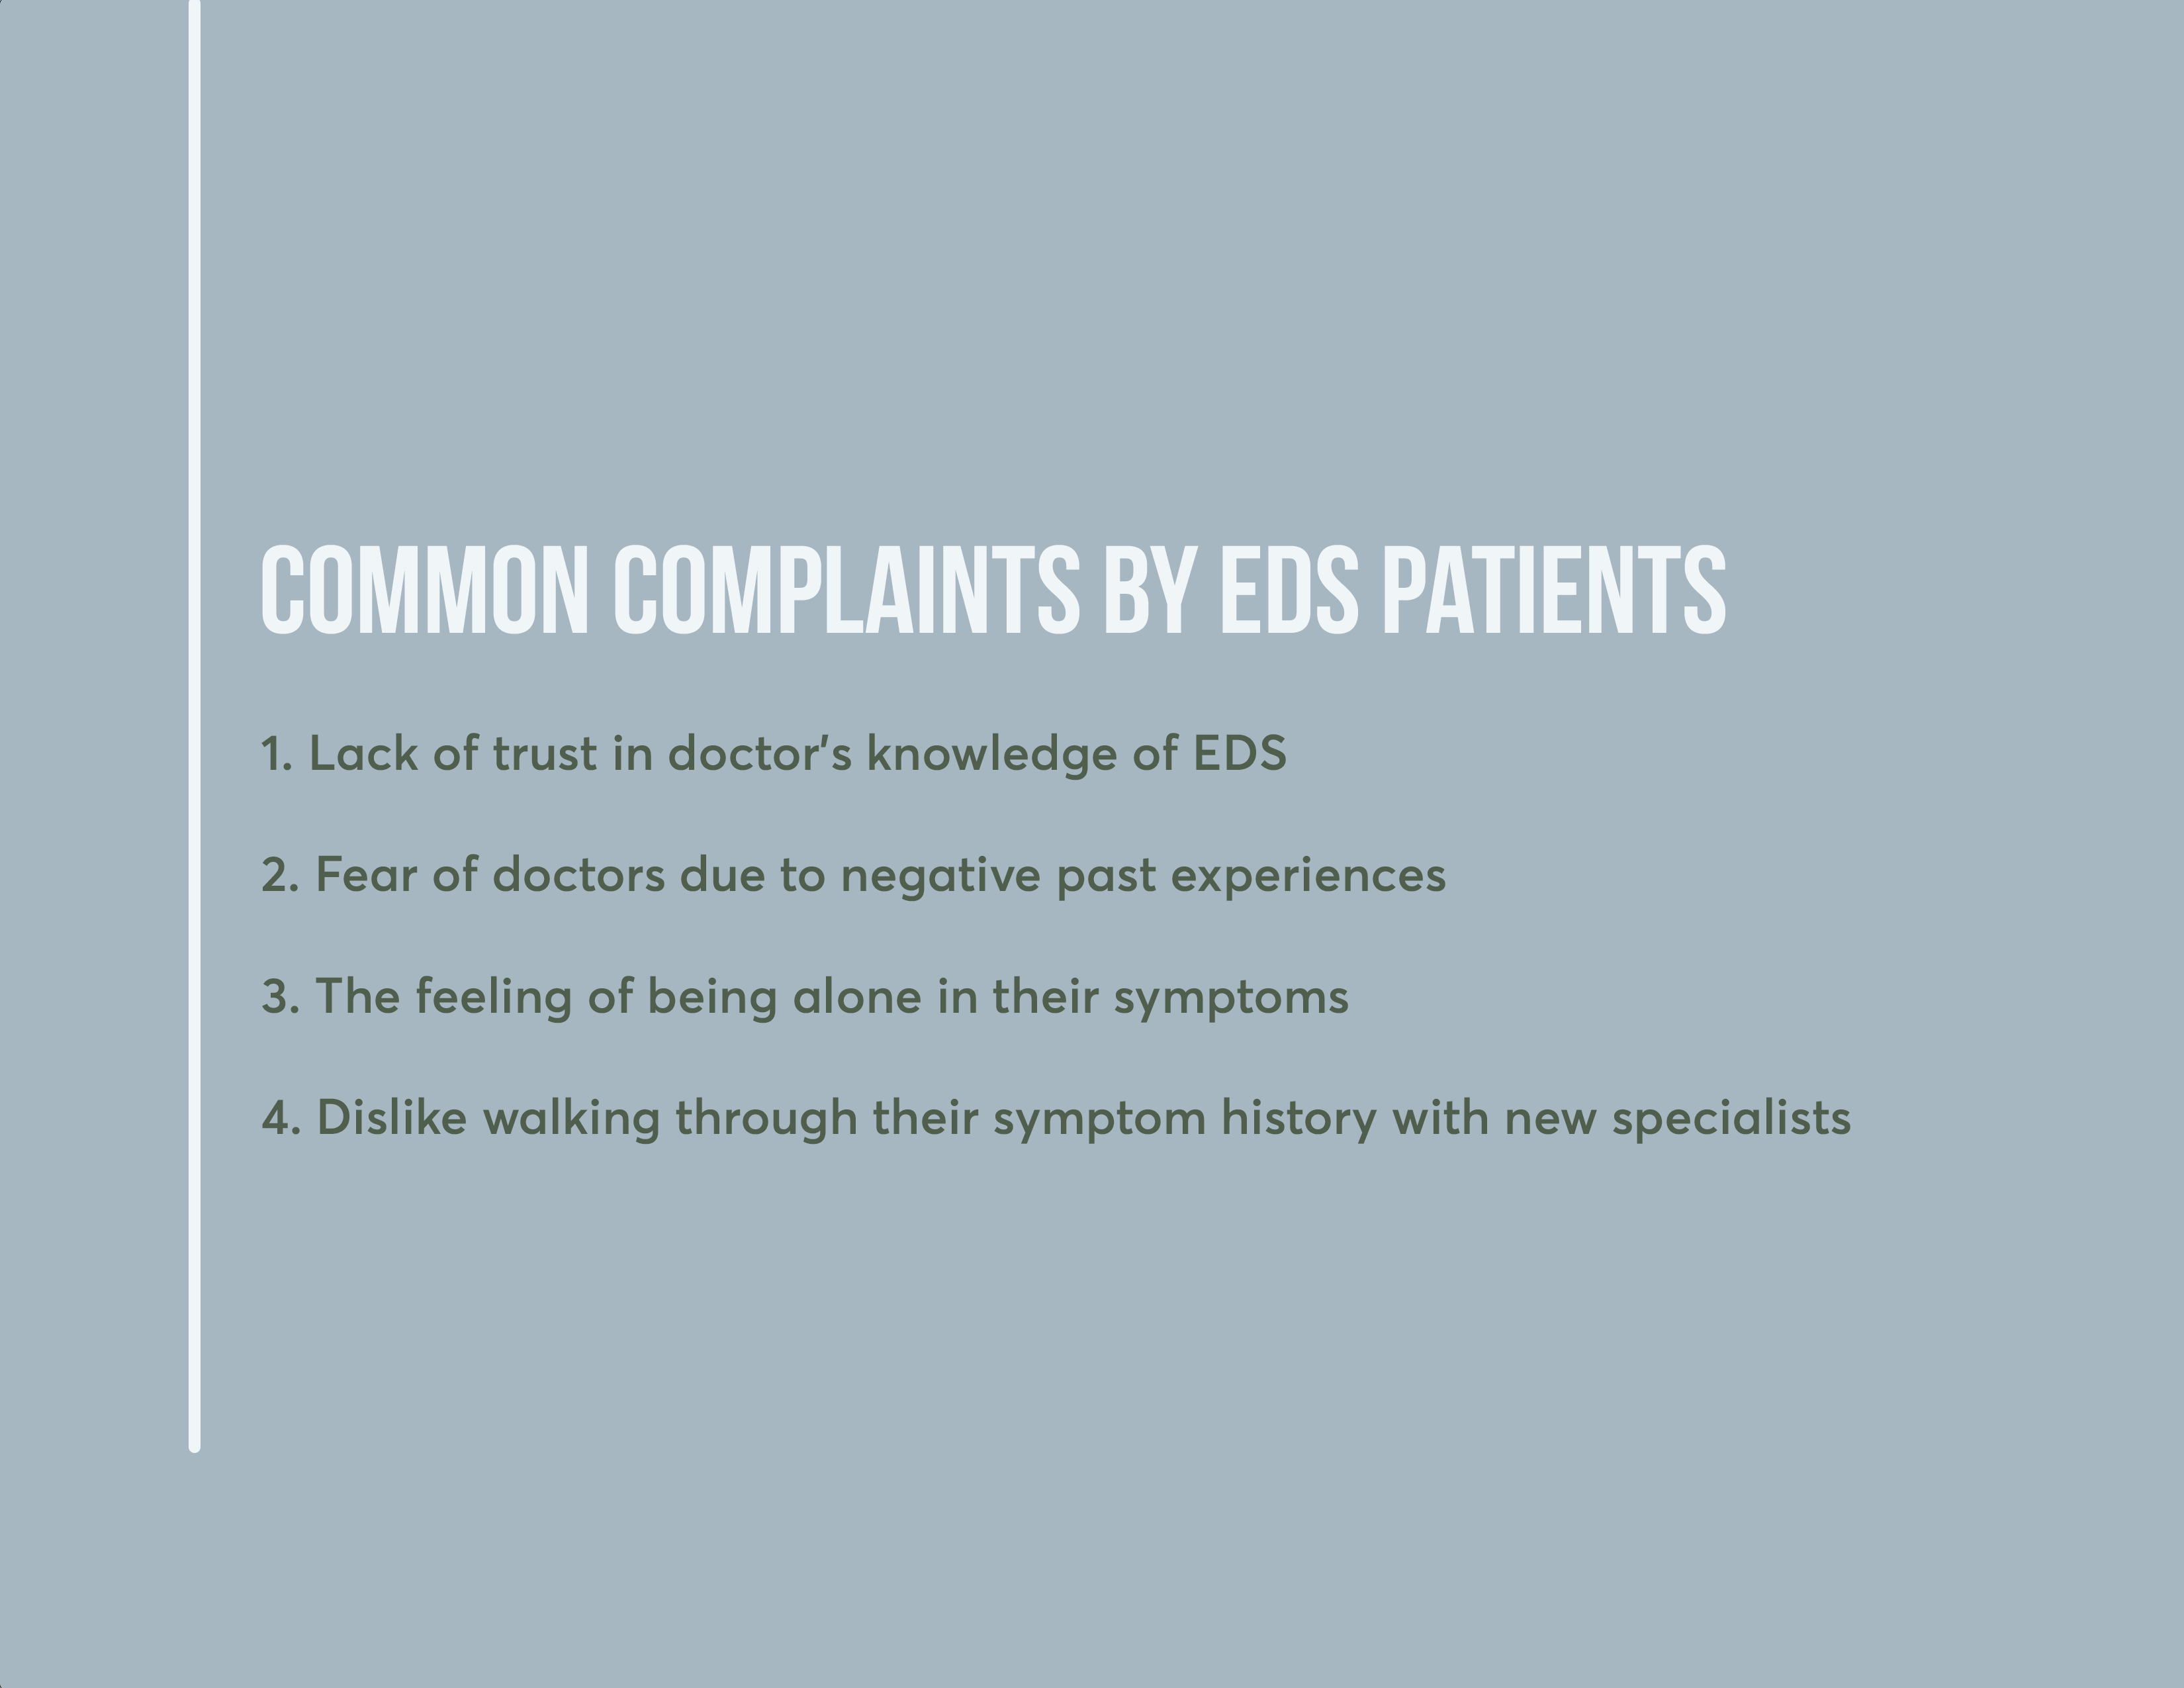 COMMON COMPLAINTS BY EDS PATIENTS
1. Lack of trust in doctor's knowledge of EDS
2. Fear of doctors due to negative past experiences
3. The feeling of being alone in their symptoms
4. Dislike walking through their symptom history with new specialists